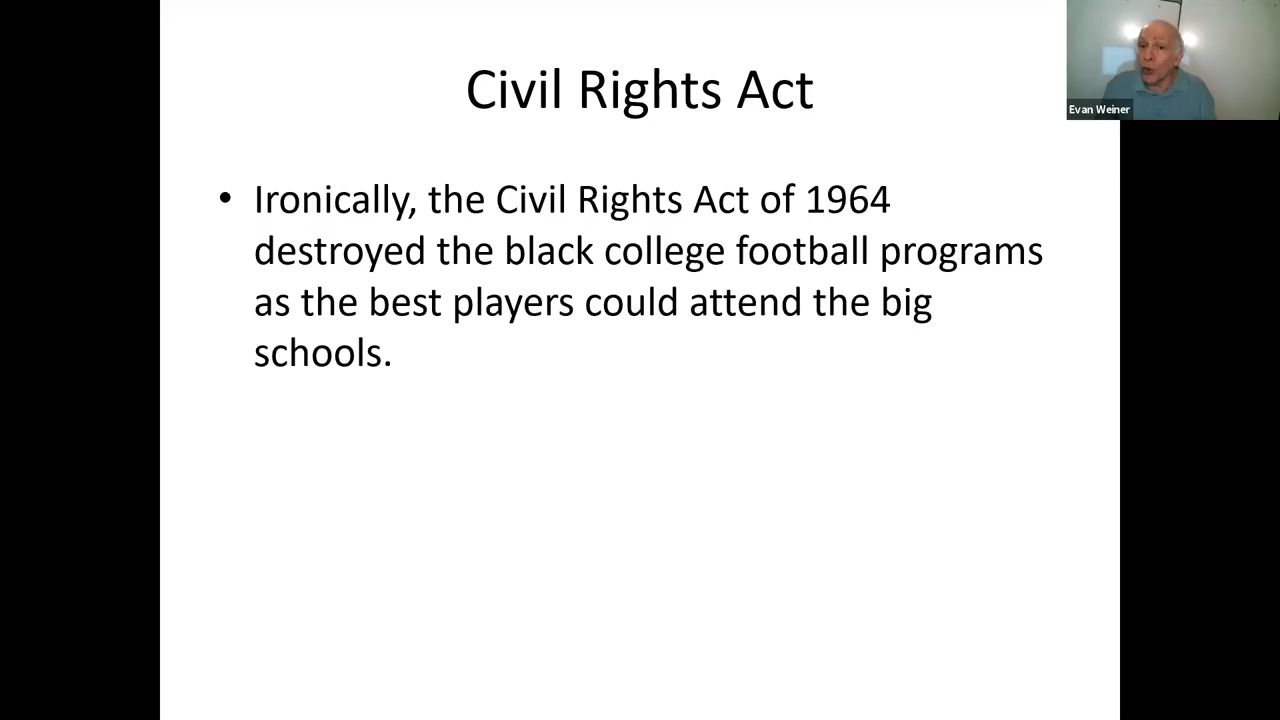 Civil Rights Act
• Ironically, the Civil Rights Act of 1964
destroyed the black college football programs
as the best players could attend the big
schools.
Evan Weiner